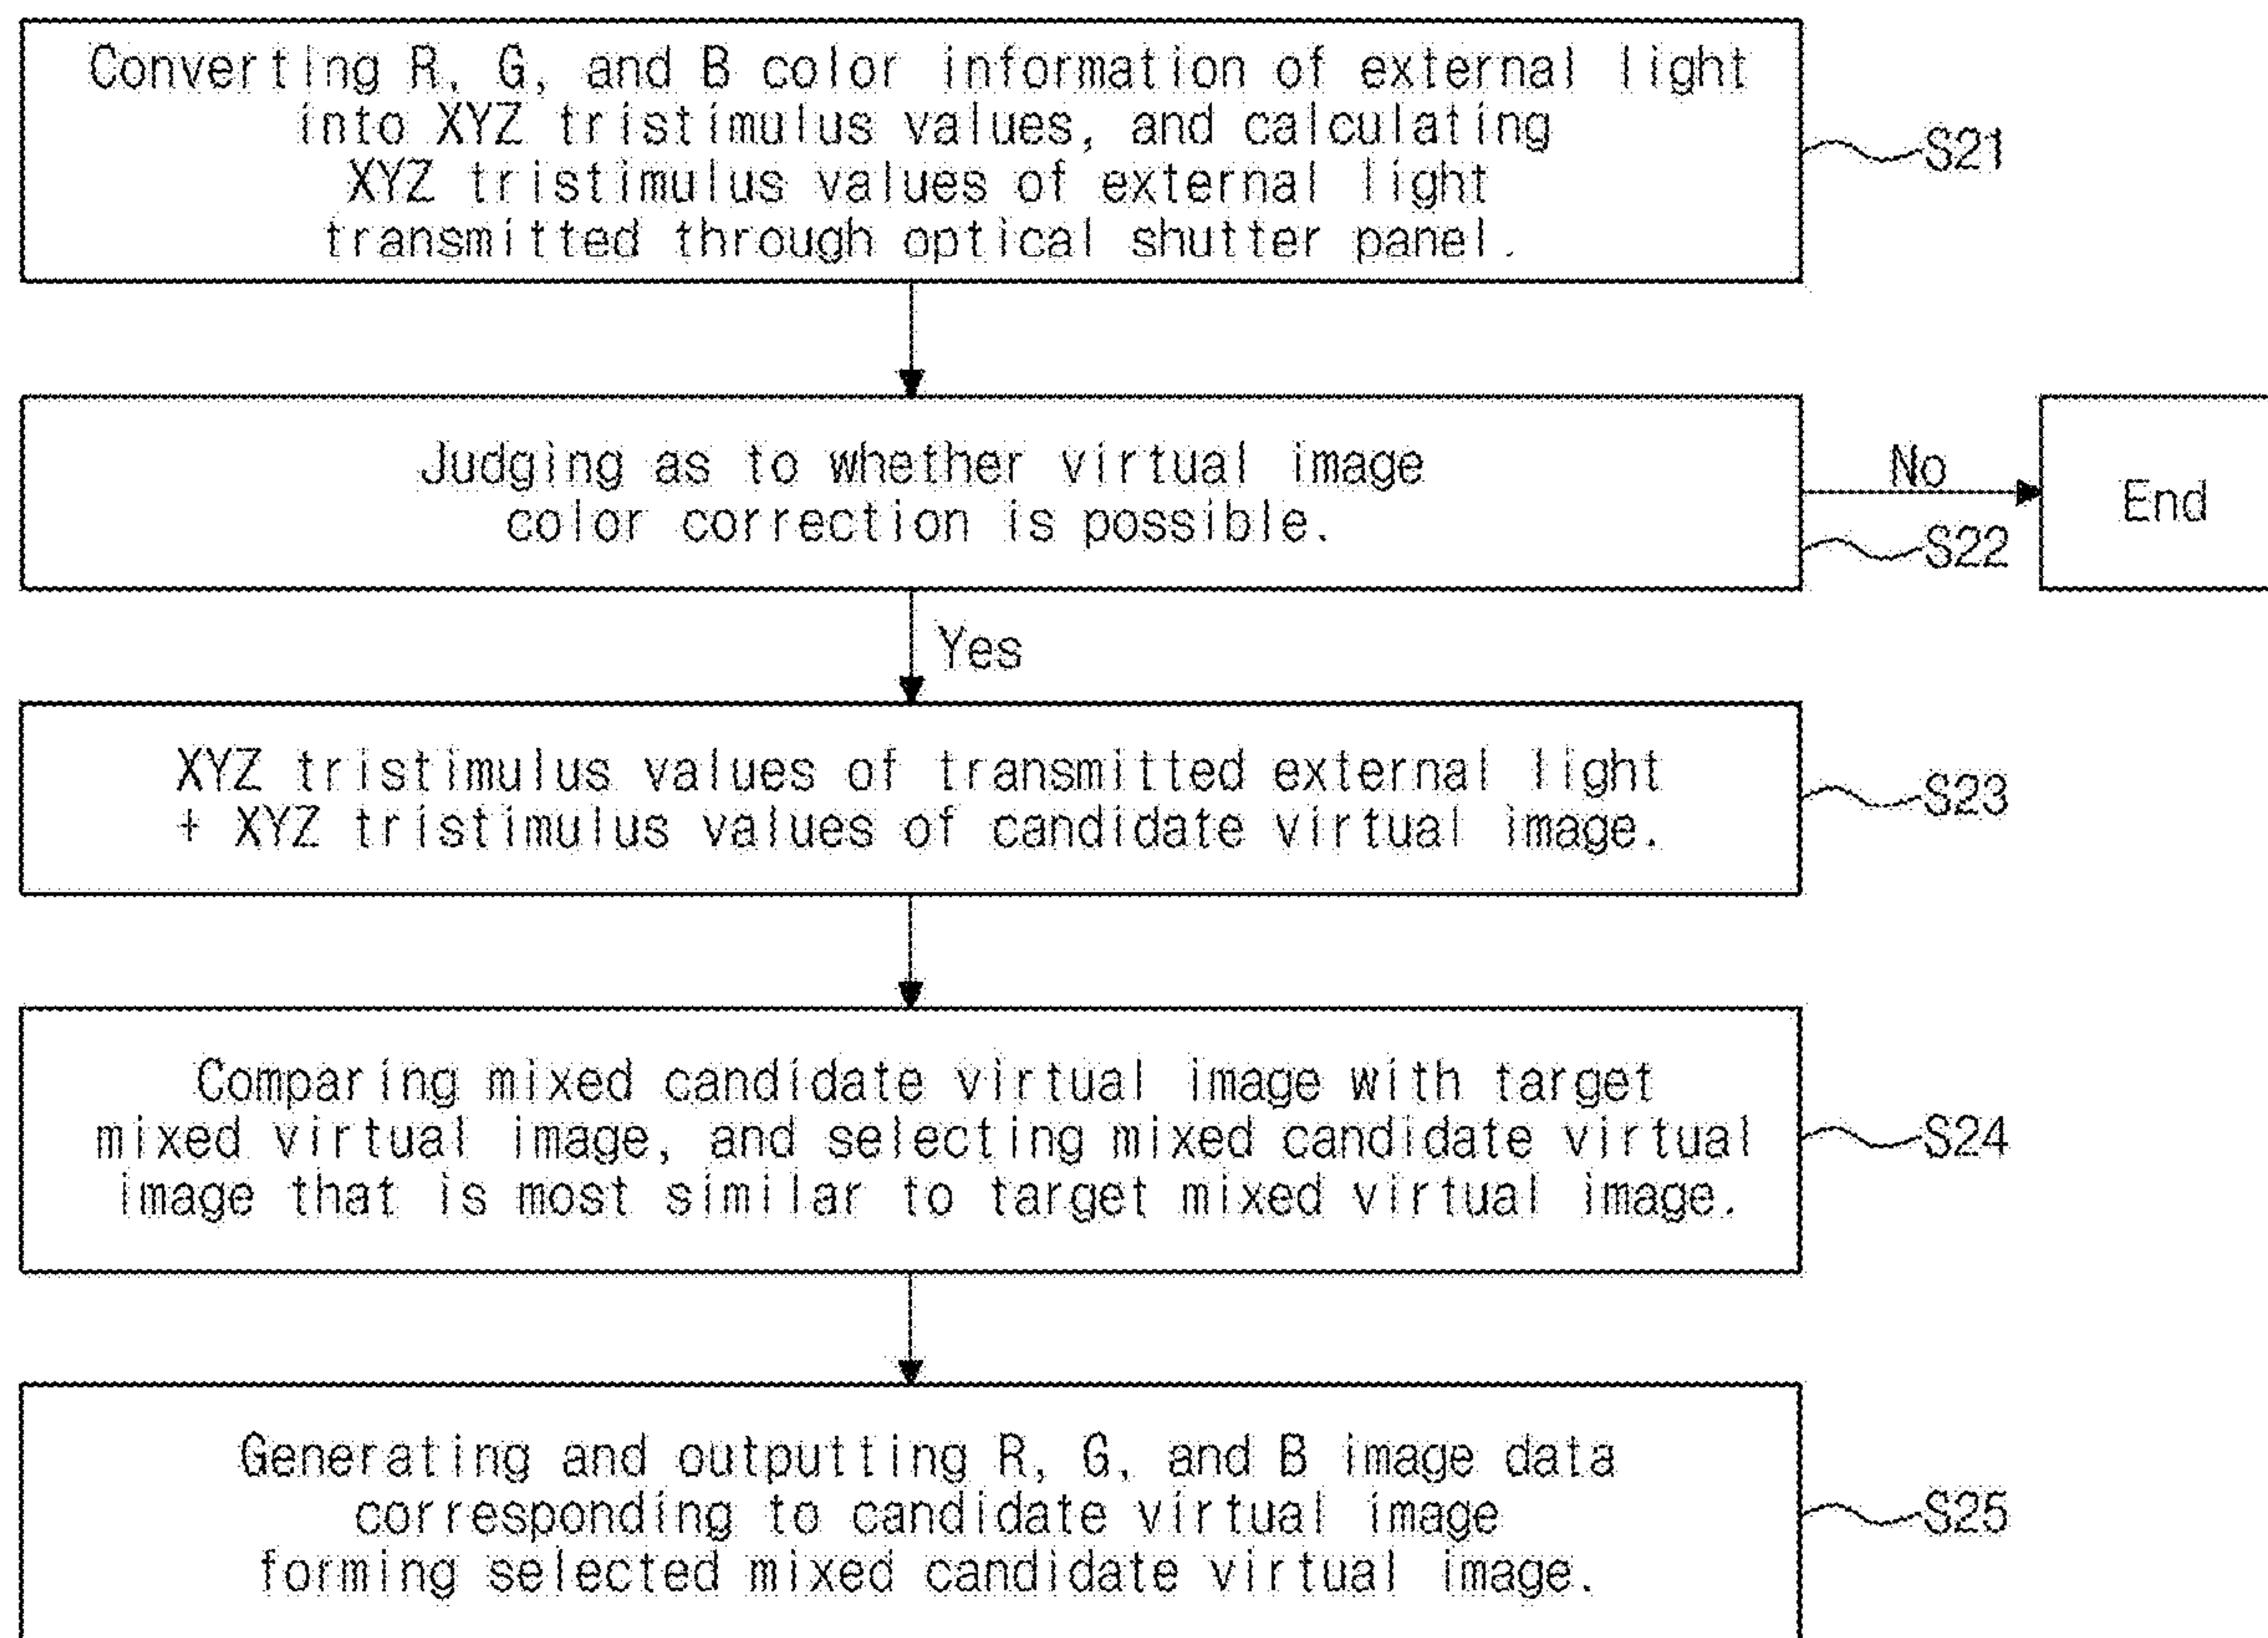 Converting R, G, and B color information of external light
into XYZ tristimulus values, and calculating
XYZ tristimulus values of external light
transmitted through optical shutter panel.
S21
Judging as to whether virtual image
color correction is possible.
No
End
S22
Yes
XYZ tristimulus values of transmitted external light
+ XYZ tristimulus values of candidate virtual image.
S23
Comparing mixed candidate virtual image with target
mixed virtual image, and selecting mixed candidate virtual
image that is most similar to target mixed virtual image.
S24
Generating and outputting R, G, and B image data
corresponding to candidate virtual image
forming selected mixed candidate virtual image.
S25